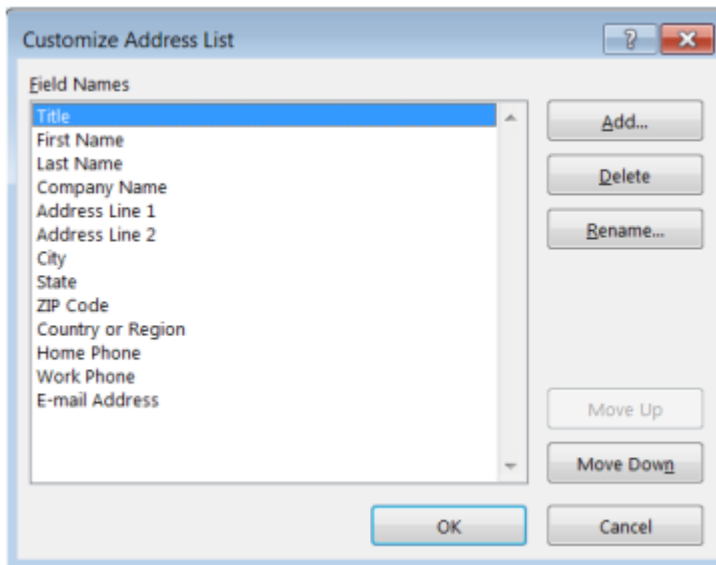 Customize Address List
?
Field Names
Title
First Name
Last Name
Company Name
Address Line 1
Address Line 2
City
State
ZIP Code
Country or Region
Home Phone
Work Phone
E-mail Address
Add...
Delete
Rename...
Move Up
Move Down
OK
Cancel